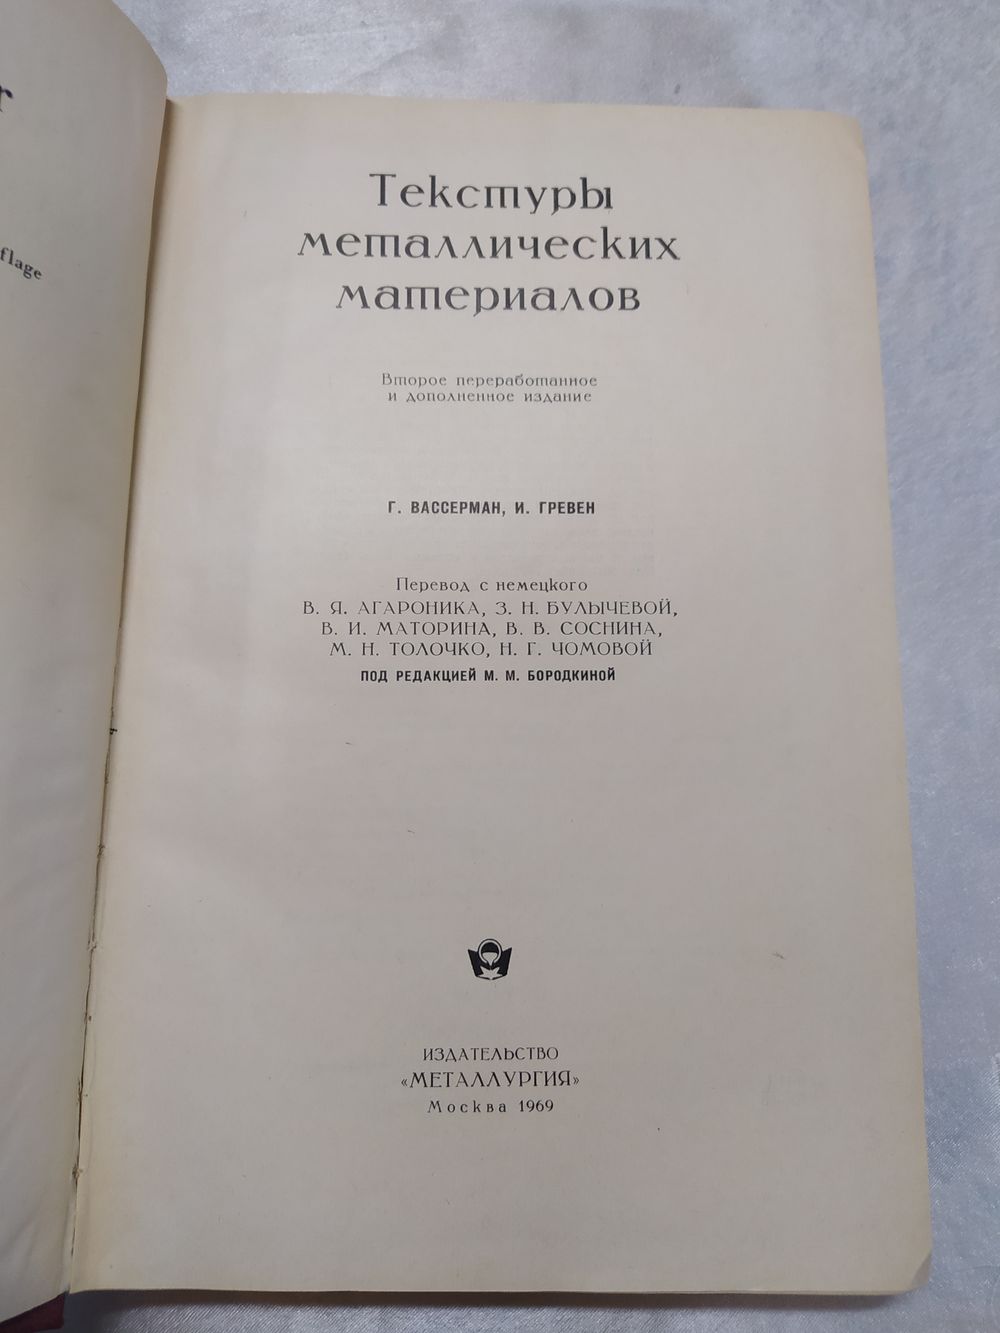 flage
Текстуры
металлических
материалов
Второе переработанное
и дополненное издание
Г. ВАССЕРМАН, И. ГРЕВЕН
Перевод с немецкого
В. Я. АГАРОНИКА, З. Н. БУЛЫЧЕВОЙ,
В. И. МАТОРИНА, В. В. СОСНИНА,
М. Н. ТОЛОЧКО, Н. Г. ЧОМОВОЙ
ПОД РЕДАКЦИЕЙ М. М. БОРОДКИНОЙ
ИЗДАТЕЛЬСТВО
«МЕТАЛЛУРГИЯ»
Москва 1969